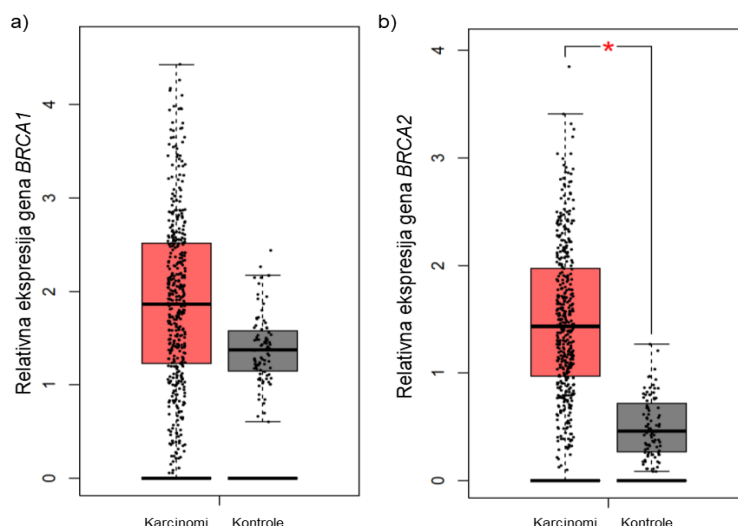 a)
Relativna ekspresija gena BRCA1
4
3
2
1
0
Karcinomi Kontrole
b)
*
Relativna ekspresija gena BRCA2
4
3
2
1
0
Karcinomi Kontrole